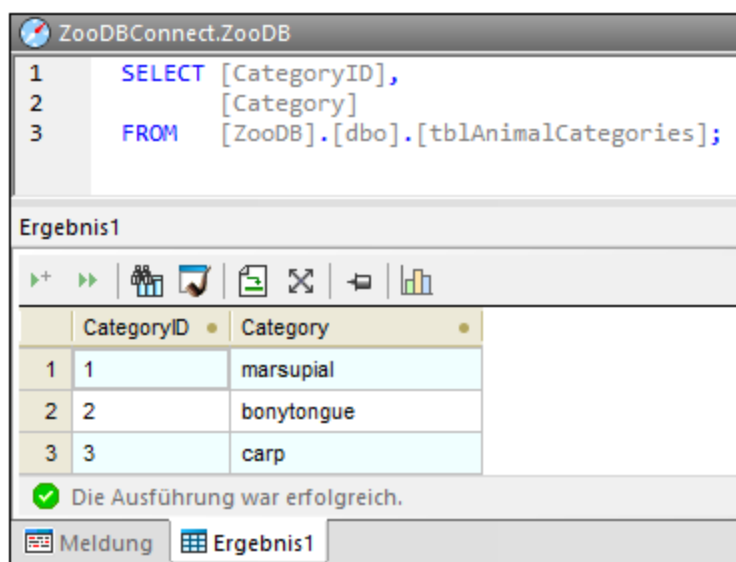 ZooDBConnect.ZooDB
1 SELECT [CategoryID],
2 [Category]
3 FROM [ZooDB].[dbo].[tblAnimalCategories];
Ergebnis1
CategoryID Category
1 1 marsupial
2 2 bonytongue
3 3 carp
Die Ausführung war erfolgreich.
Meldung Ergebnis1